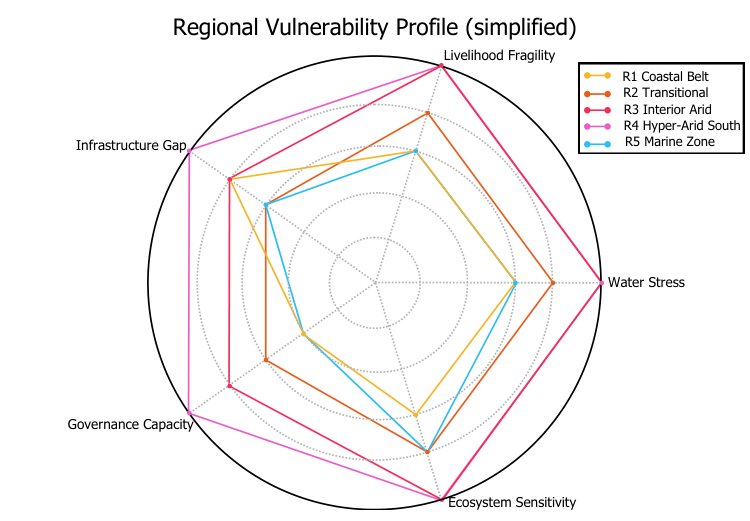 Regional Vulnerability Profile (simplified)
Livelihood Fragility
R1 Coastal Belt
R2 Transitional
R3 Interior Arid
R4 Hyper-Arid South
R5 Marine Zone
Infrastructure Gap
Water Stress
Governance Capacity
Ecosystem Sensitivity